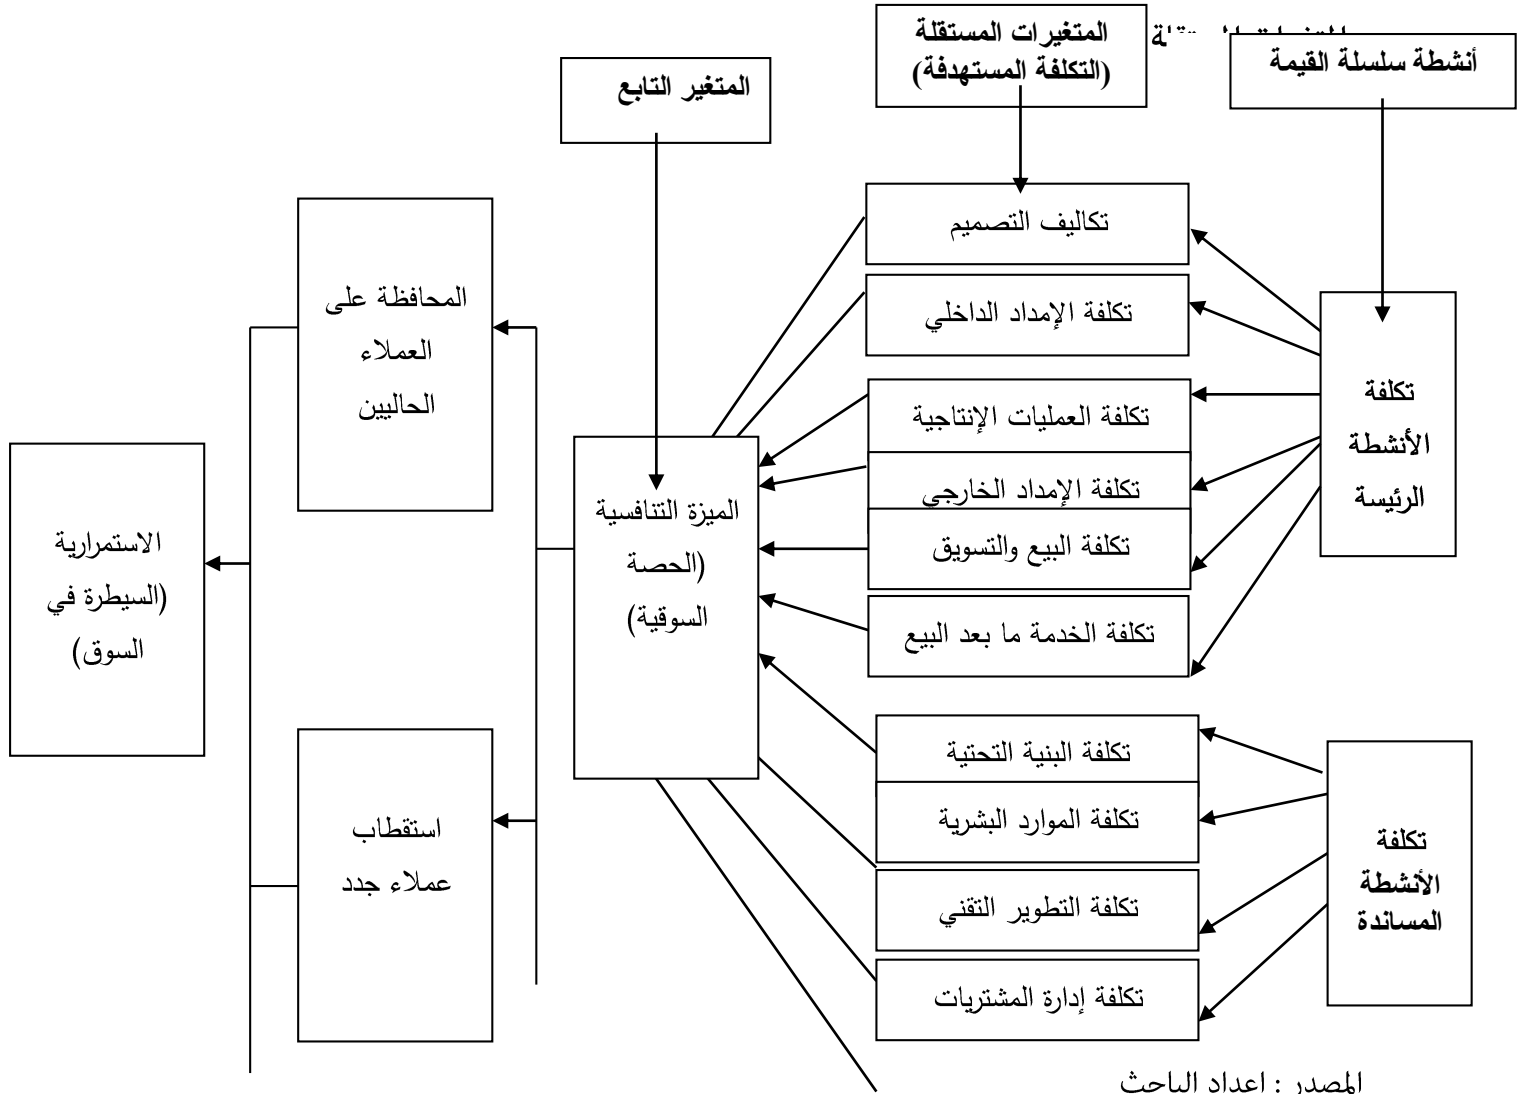 أنشطة سلسلة القيمة
المتغيرات المستقلة
(التكلفة المستهدفة)
المتغير التابع
تكلفة
الأنشطة
الرئيسة
تكاليف التصميم
تكلفة الإمداد الداخلي
تكلفة العمليات الإنتاجية
تكلفة الإمداد الخارجي
تكلفة البيع والتسويق
تكلفة الخدمة ما بعد البيع
تكلفة
الأنشطة
المساندة
تكلفة البنية التحتية
تكلفة الموارد البشرية
تكلفة التطوير التقني
تكلفة إدارة المشتريات
الميزة التنافسية
(الحصة
السوقية)
المحافظة على
العملاء
الحاليين
استقطاب
عملاء جدد
الاستمرارية
(السيطرة في
السوق)
المصدر : اعداد الباحث